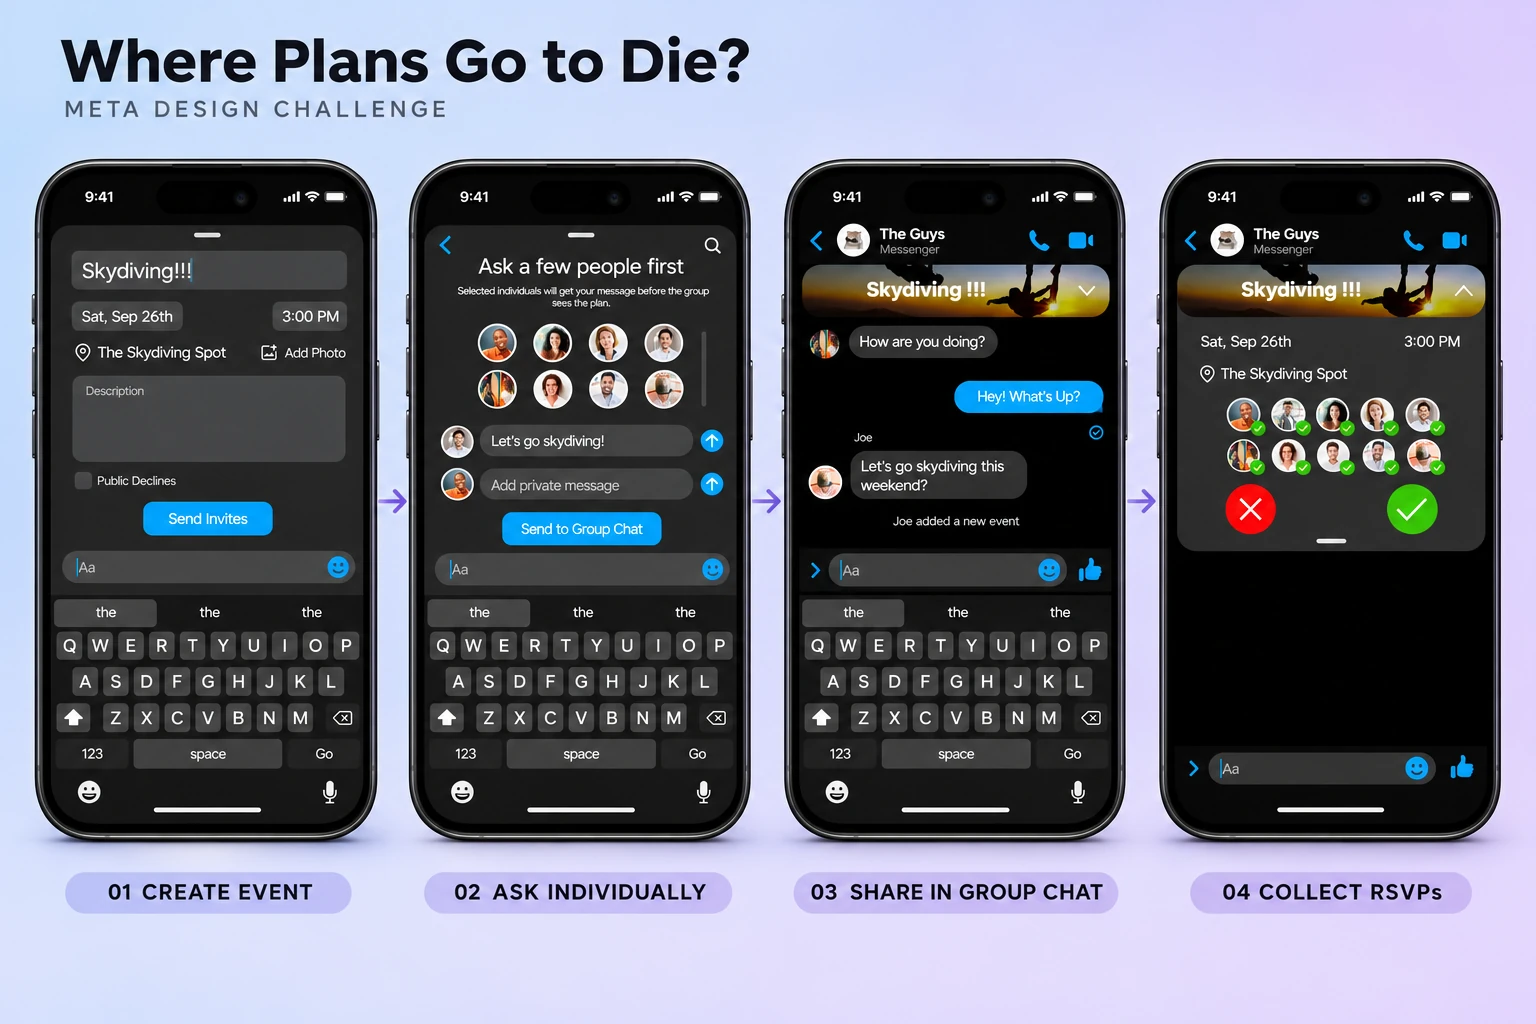 Where Plans Go to Die?
META DESIGN CHALLENGE
9:41
Skydiving!!!
Sat, Sep 26th
3:00 PM
The Skydiving Spot
Add Photo
Description
Public Declines
Send Invites
Aa
the the the
Q W E R T Y U I O P
A S D F G H J K L
Z X C V B N M
123 space Go
01 CREATE EVENT
9:41
Ask a few people first
Selected individuals will get your message before the group
sees the plan.
Let's go skydiving!
Add private message
Send to Group Chat
Aa
the the the
Q W E R T Y U I O P
A S D F G H J K L
Z X C V B N M
123 space Go
02 ASK INDIVIDUALLY
9:41
The Guys
Messenger
Skydiving !!!
How are you doing?
Hey! What's Up?
Joe
Let's go skydiving this
weekend?
Joe added a new event
Aa
the the the
Q W E R T Y U I O P
A S D F G H J K L
Z X C V B N M
123 space Go
03 SHARE IN GROUP CHAT
9:41
The Guys
Messenger
Skydiving !!!
Sat, Sep 26th
3:00 PM
The Skydiving Spot
Aa
04 COLLECT RSVPs